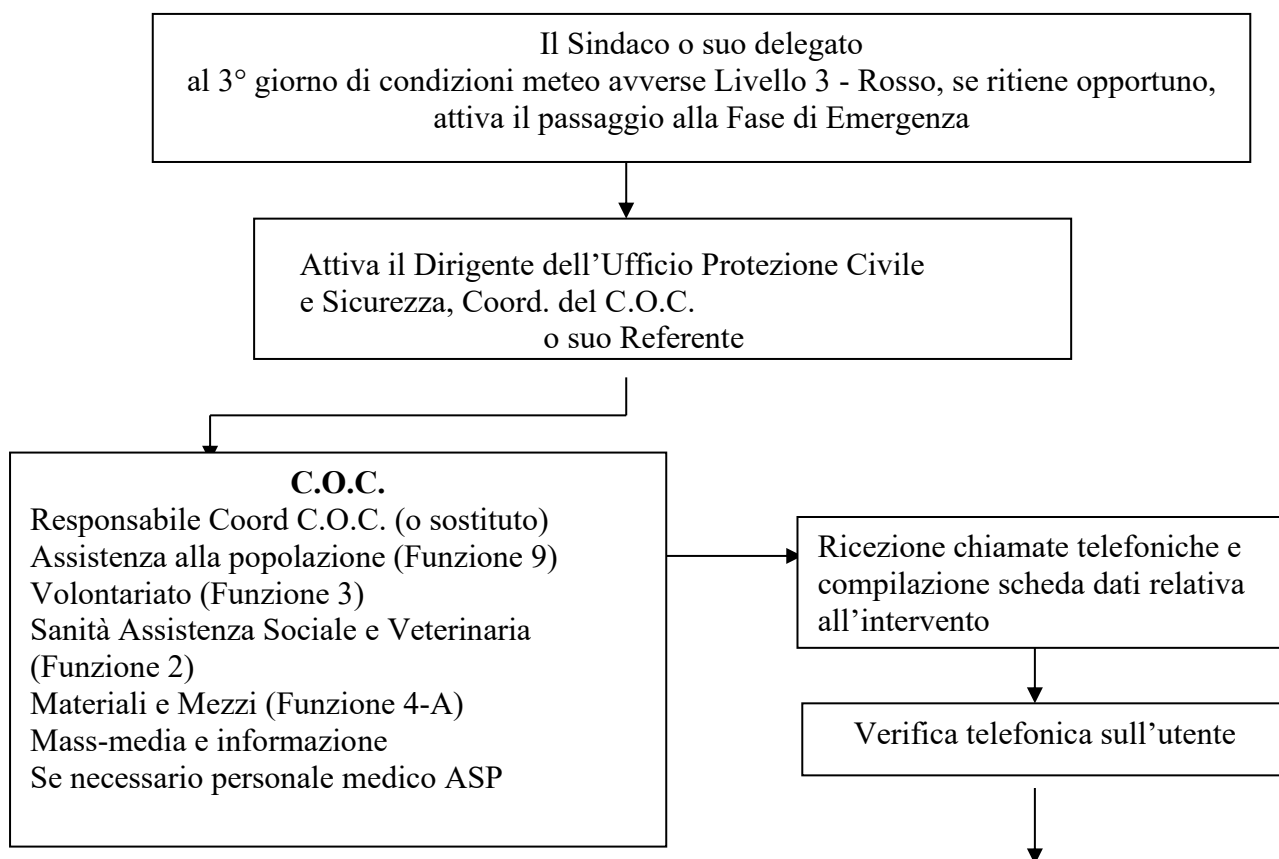 Il Sindaco o suo delegato
al 3° giorno di condizioni meteo avverse Livello 3 - Rosso, se ritiene opportuno,
attiva il passaggio alla Fase di Emergenza
Attiva il Dirigente dell’Ufficio Protezione Civile
e Sicurezza, Coord. del C.O.C.
o suo Referente
C.O.C.
Responsabile Coord C.O.C. (o sostituto)
Assistenza alla popolazione (Funzione 9)
Volontariato (Funzione 3)
Sanità Assistenza Sociale e Veterinaria
(Funzione 2)
Materiali e Mezzi (Funzione 4-A)
Mass-media e informazione
Se necessario personale medico ASP
Ricezione chiamate telefoniche e
compilazione scheda dati relativa
all’intervento
Verifica telefonica sull’utente